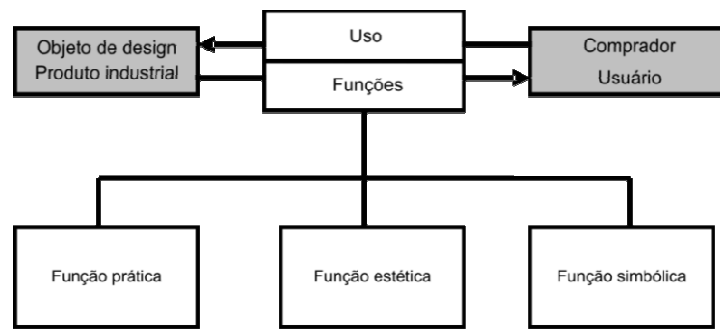 Objeto de design
Produto industrial
Uso
Funções
Comprador
Usuário
Função prática
Função estética
Função simbólica